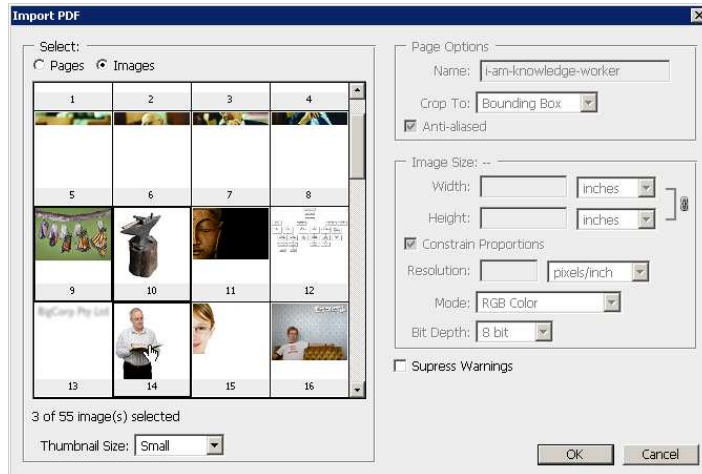 Import PDF
Select:
Pages Images
1 2 3 4
5 6 7 8
9 10 11 12
BigCorp Pty Ltd
13 14 15 16
3 of 55 image(s) selected
Thumbnail Size: Small
Page Options
Name: i-am-knowledge-worker
Crop To: Bounding Box
Anti-aliased
Image Size: --
Width: inches
Height: inches
Constrain Proportions
Resolution: pixels/inch
Mode: RGB Color
Bit Depth: 8 bit
Supress Warnings
OK Cancel